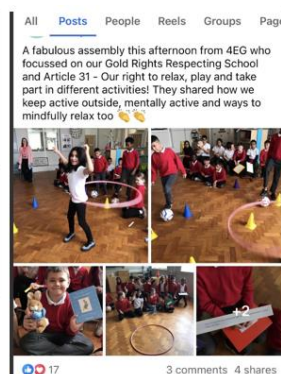 All Posts People Reels Groups Page
A fabulous assembly this afternoon from 4EG who
focussed on our Gold Rights Respecting School
and Article 31 - Our right to relax, play and take
part in different activities! They shared how we
keep active outside, mentally active and ways to
mindfully relax too 👏👏
+2
17 3 comments 4 shares